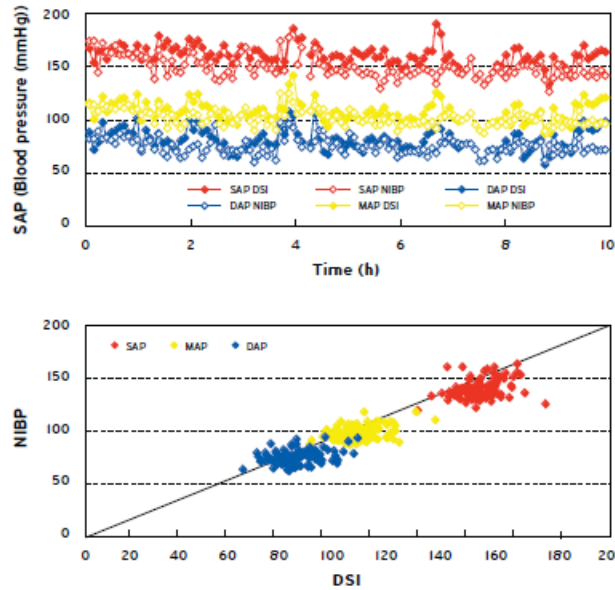 200
150
100
50
0
SAP (Blood pressure (mmHg))
SAP DSI SAP NIBP DAP DSI
DAP NIBP MAP DSI MAP NIBP
0 2 4 6 8 10
Time (h)
200
150
100
50
0
NIBP
SAP MAP DAP
0 20 40 60 80 100 120 140 160 180 20
DSI